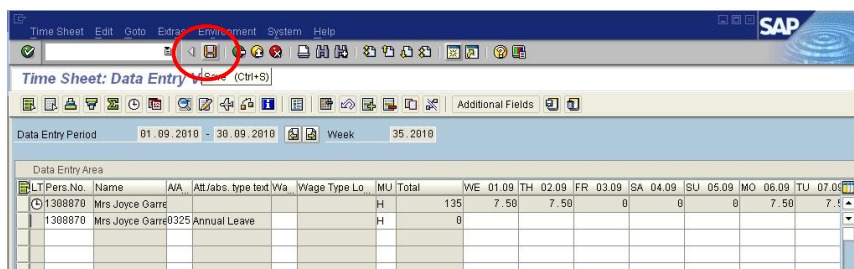 Time Sheet Edit Goto Extras Environment System Help
SAP
Time Sheet: Data Entry V
Save (Ctrl+S)
Additional Fields
Data Entry Period 01.09.2010 - 30.09.2010 Week 35.2010
Data Entry Area
LT Pers.No. Name A/A... Att./abs. type text Wa... Wage Type Lo... MU Total WE 01.09 TH 02.09 FR 03.09 SA 04.09 SU 05.09 MO 06.09 TU 07.09
1308870 Mrs Joyce Garre H 135 7.50 7.50 0 0 0 7.50 7.5
1308870 Mrs Joyce Garre 0325 Annual Leave H 0